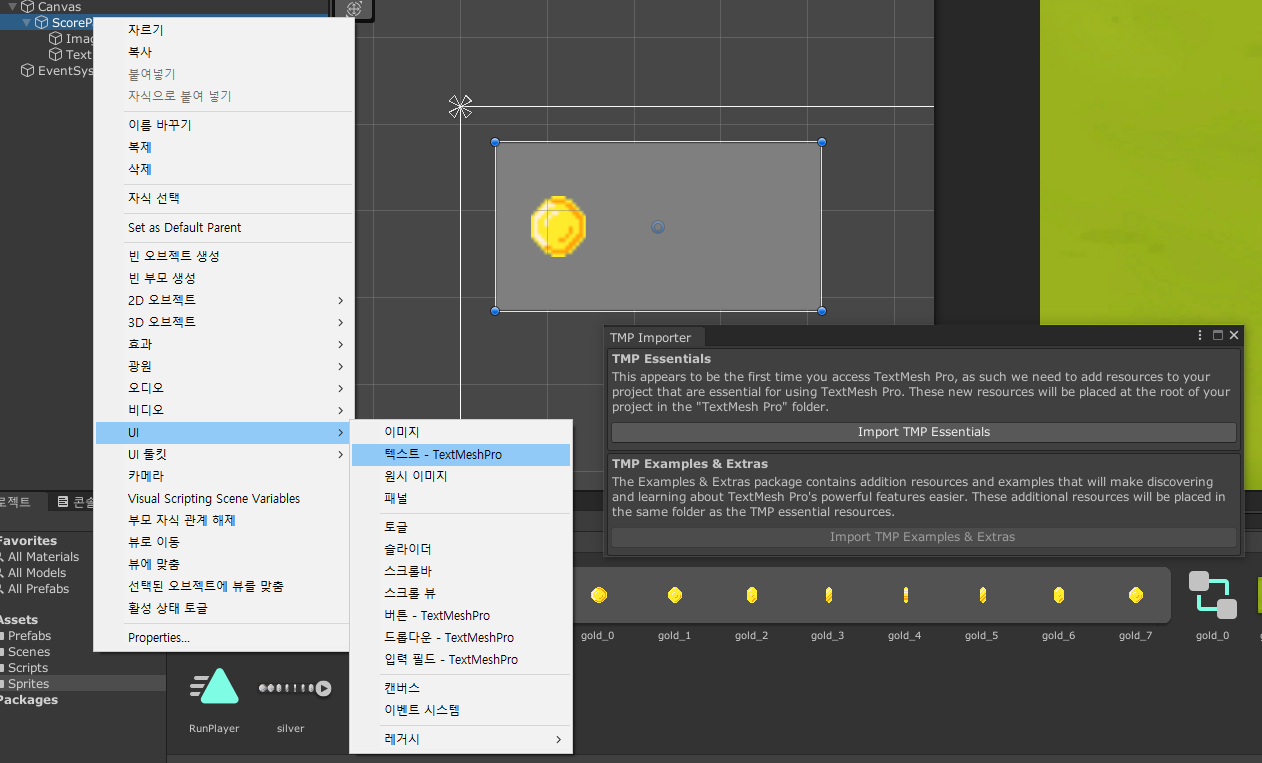 Canvas
ScoreP
Imag
Text
EventSys
자르기
복사
붙여넣기
자식으로 붙여 넣기
이름 바꾸기
복제
삭제
자식 선택
Set as Default Parent
빈 오브젝트 생성
빈 부모 생성
2D 오브젝트
3D 오브젝트
효과
광원
오디오
비디오
UI
UI 툴킷
카메라
Visual Scripting Scene Variables
부모 자식 관계 해제
뷰로 이동
뷰에 맞춤
선택된 오브젝트에 뷰를 맞춤
활성 상태 토글
Properties...
이미지
텍스트 - TextMeshPro
원시 이미지
패널
토글
슬라이더
스크롤바
스크롤 뷰
버튼 - TextMeshPro
드롭다운 - TextMeshPro
입력 필드 - TextMeshPro
캔버스
이벤트 시스템
레거시
TMP Importer
TMP Essentials
This appears to be the first time you access TextMesh Pro, as such we need to add resources to your
project that are essential for using TextMesh Pro. These new resources will be placed at the root of your
project in the "TextMesh Pro" folder.
Import TMP Essentials
TMP Examples & Extras
The Examples & Extras package contains addition resources and examples that will make discovering
and learning about TextMesh Pro's powerful features easier. These additional resources will be placed in
the same folder as the TMP essential resources.
Import TMP Examples & Extras
로젝트
콘솔
Favorites
All Materials
All Models
All Prefabs
Assets
Prefabs
Scenes
Scripts
Sprites
Packages
gold_0
gold_1
gold_2
gold_3
gold_4
gold_5
gold_6
gold_7
gold_0
RunPlayer
silver